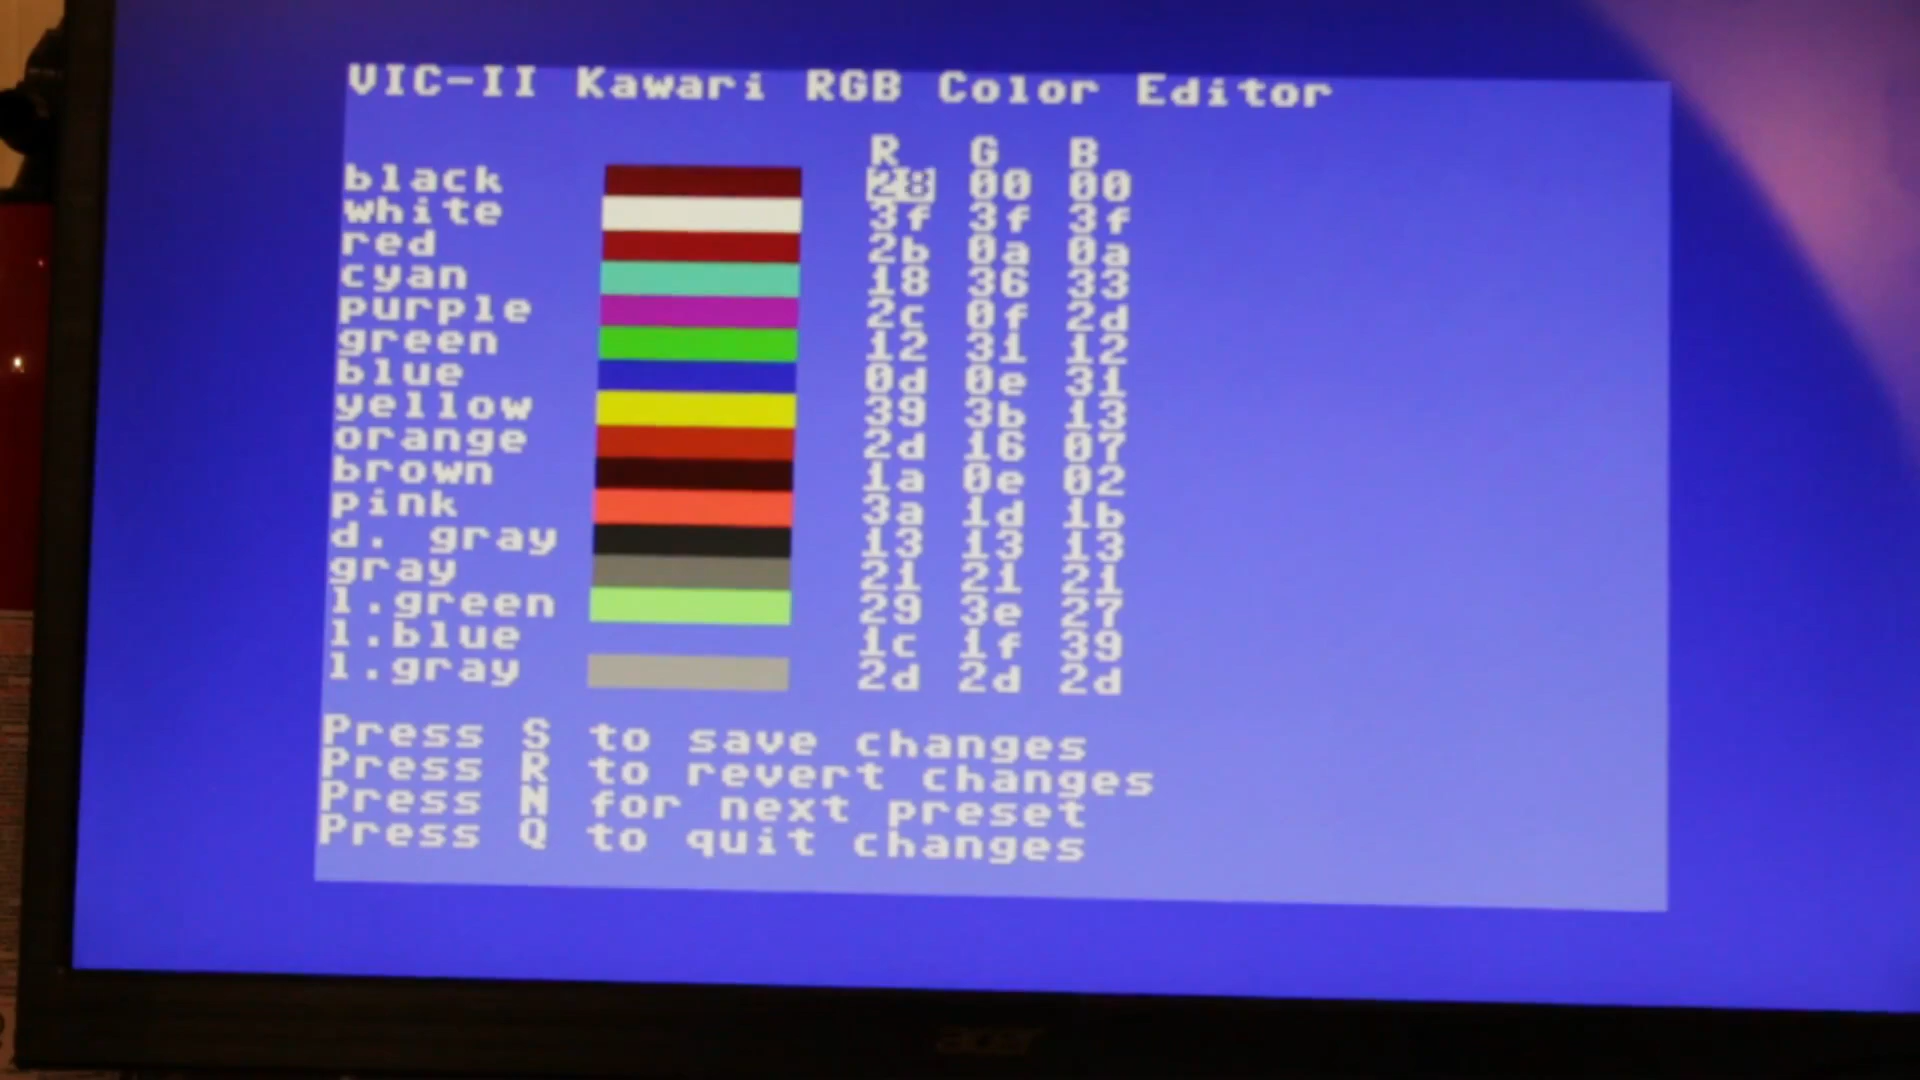 VIC-II Kawari RGB Color Editor
R G B
black 28 00 00
white 3f 3f 3f
red 2b 0a 0a
cyan 18 36 33
purple 2c 0f 2d
green 12 31 12
blue 0d 0e 31
yellow 39 3b 13
orange 2d 16 07
brown 1a 0e 02
pink 3a 1d 1b
d. gray 13 13 13
gray 21 21 21
l.green 29 3e 27
l.blue 1c 1f 39
l.gray 2d 2d 2d
Press S to save changes
Press R to revert changes
Press N for next preset
Press Q to quit changes
acer